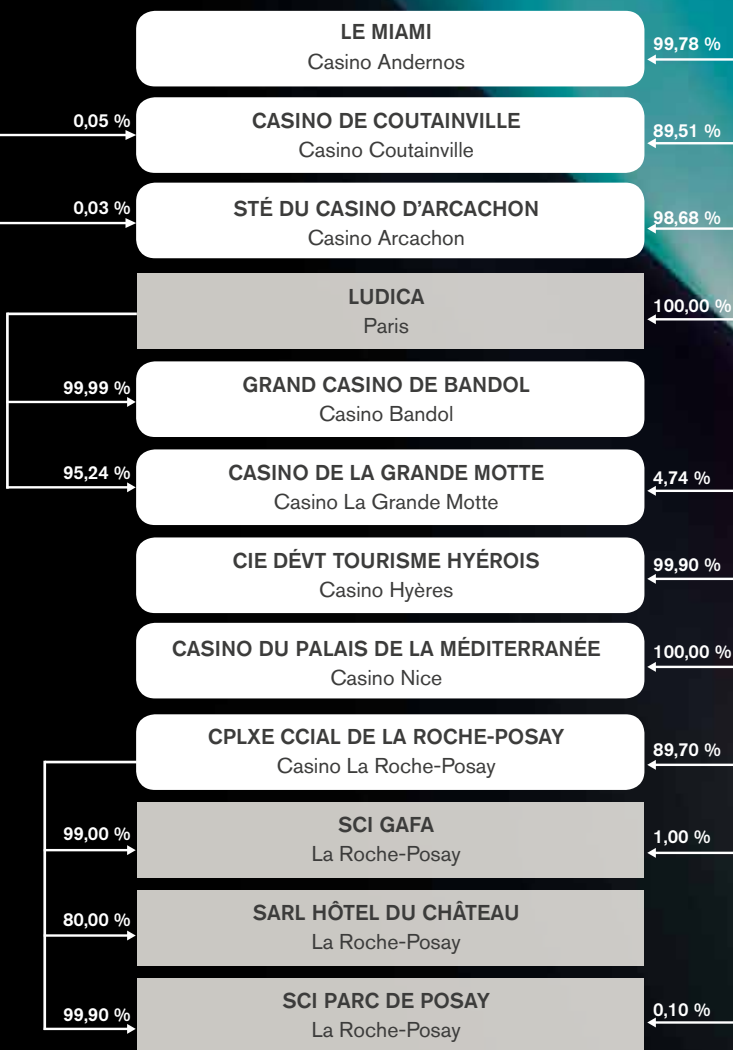 LE MIAMI
Casino Andernos
99,78 %
0,05 %
CASINO DE COUTAINVILLE
Casino Coutainville
89,51 %
0,03 %
STÉ DU CASINO D’ARCACHON
Casino Arcachon
98,68 %
LUDICA
Paris
100,00 %
99,99 %
GRAND CASINO DE BANDOL
Casino Bandol
95,24 %
CASINO DE LA GRANDE MOTTE
Casino La Grande Motte
4,74 %
CIE DÉVT TOURISME HYÉROIS
Casino Hyères
99,90 %
CASINO DU PALAIS DE LA MÉDITERRANÉE
Casino Nice
100,00 %
CPLXE CCIAL DE LA ROCHE-POSAY
Casino La Roche-Posay
89,70 %
99,00 %
SCI GAFA
La Roche-Posay
1,00 %
80,00 %
SARL HÔTEL DU CHÂTEAU
La Roche-Posay
99,90 %
SCI PARC DE POSAY
La Roche-Posay
0,10 %